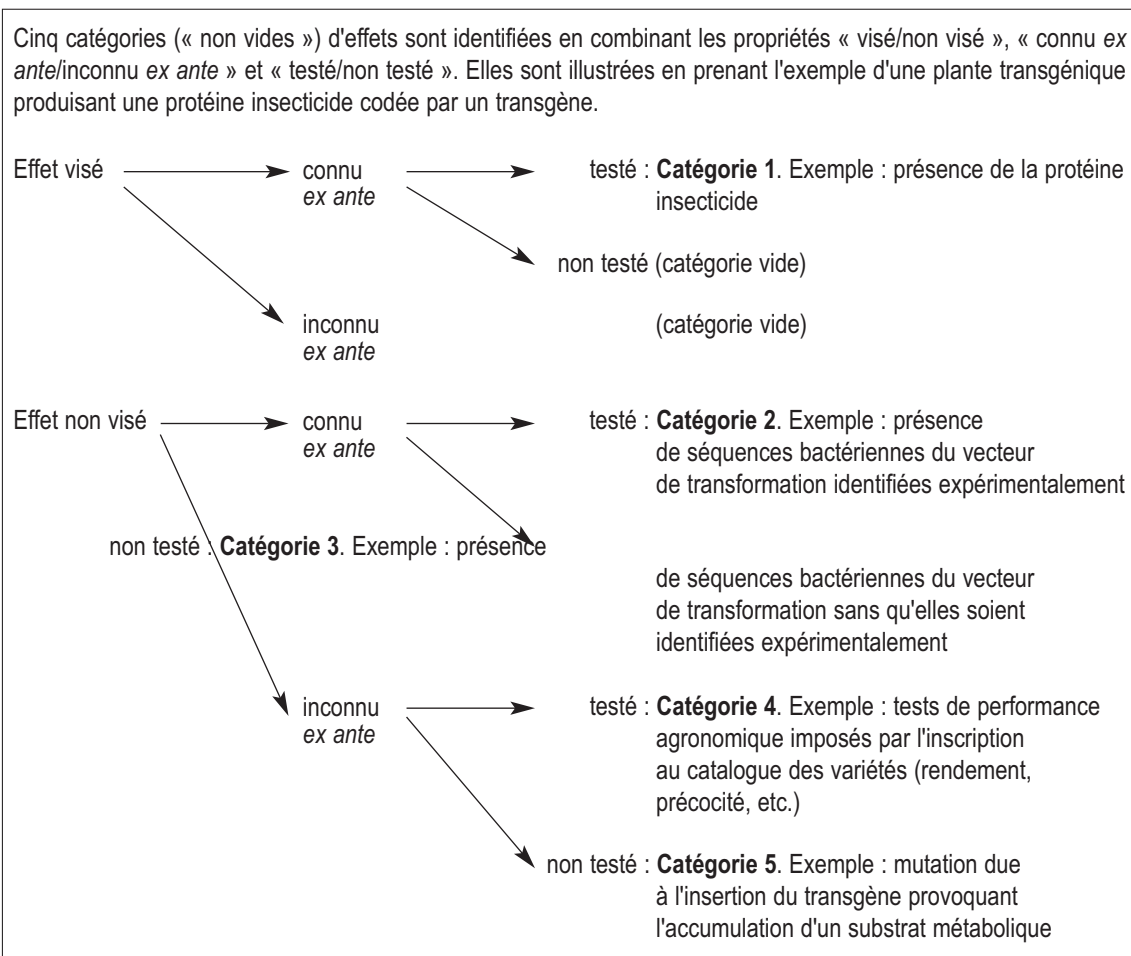 Cinq catégories (« non vides ») d'effets sont identifiées en combinant les propriétés « visé/non visé », « connu ex
ante/inconnu ex ante » et « testé/non testé ». Elles sont illustrées en prenant l'exemple d'une plante transgénique
produisant une protéine insecticide codée par un transgène.
Effet visé
connu
ex ante
testé : Catégorie 1. Exemple : présence de la protéine
insecticide
non testé (catégorie vide)
inconnu
ex ante
(catégorie vide)
Effet non visé
connu
ex ante
testé : Catégorie 2. Exemple : présence
de séquences bactériennes du vecteur
de transformation identifiées expérimentalement
non testé : Catégorie 3. Exemple : présence
de séquences bactériennes du vecteur
de transformation sans qu'elles soient
identifiées expérimentalement
inconnu
ex ante
testé : Catégorie 4. Exemple : tests de performance
agronomique imposés par l'inscription
au catalogue des variétés (rendement,
précocité, etc.)
non testé : Catégorie 5. Exemple : mutation due
à l'insertion du transgène provoquant
l'accumulation d'un substrat métabolique